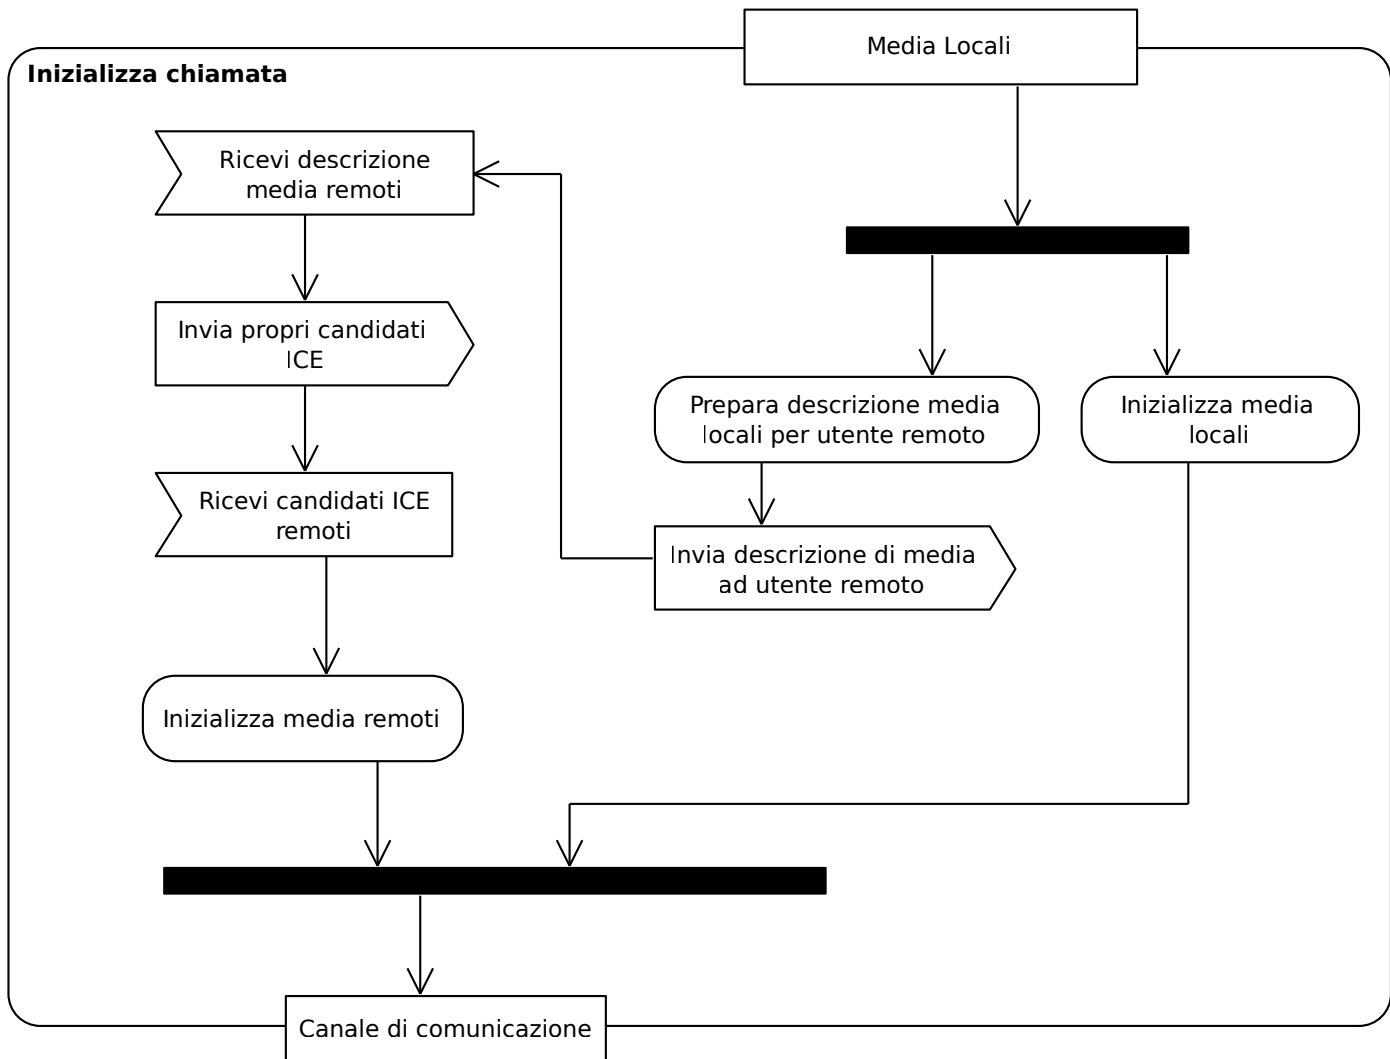 Media Locali
Inizializza chiamata
Ricevi descrizione
media remoti
Invia propri candidati
ICE
Prepara descrizione media
locali per utente remoto
Inizializza media
locali
Ricevi candidati ICE
remoti
Invia descrizione di media
ad utente remoto
Inizializza media remoti
Canale di comunicazione